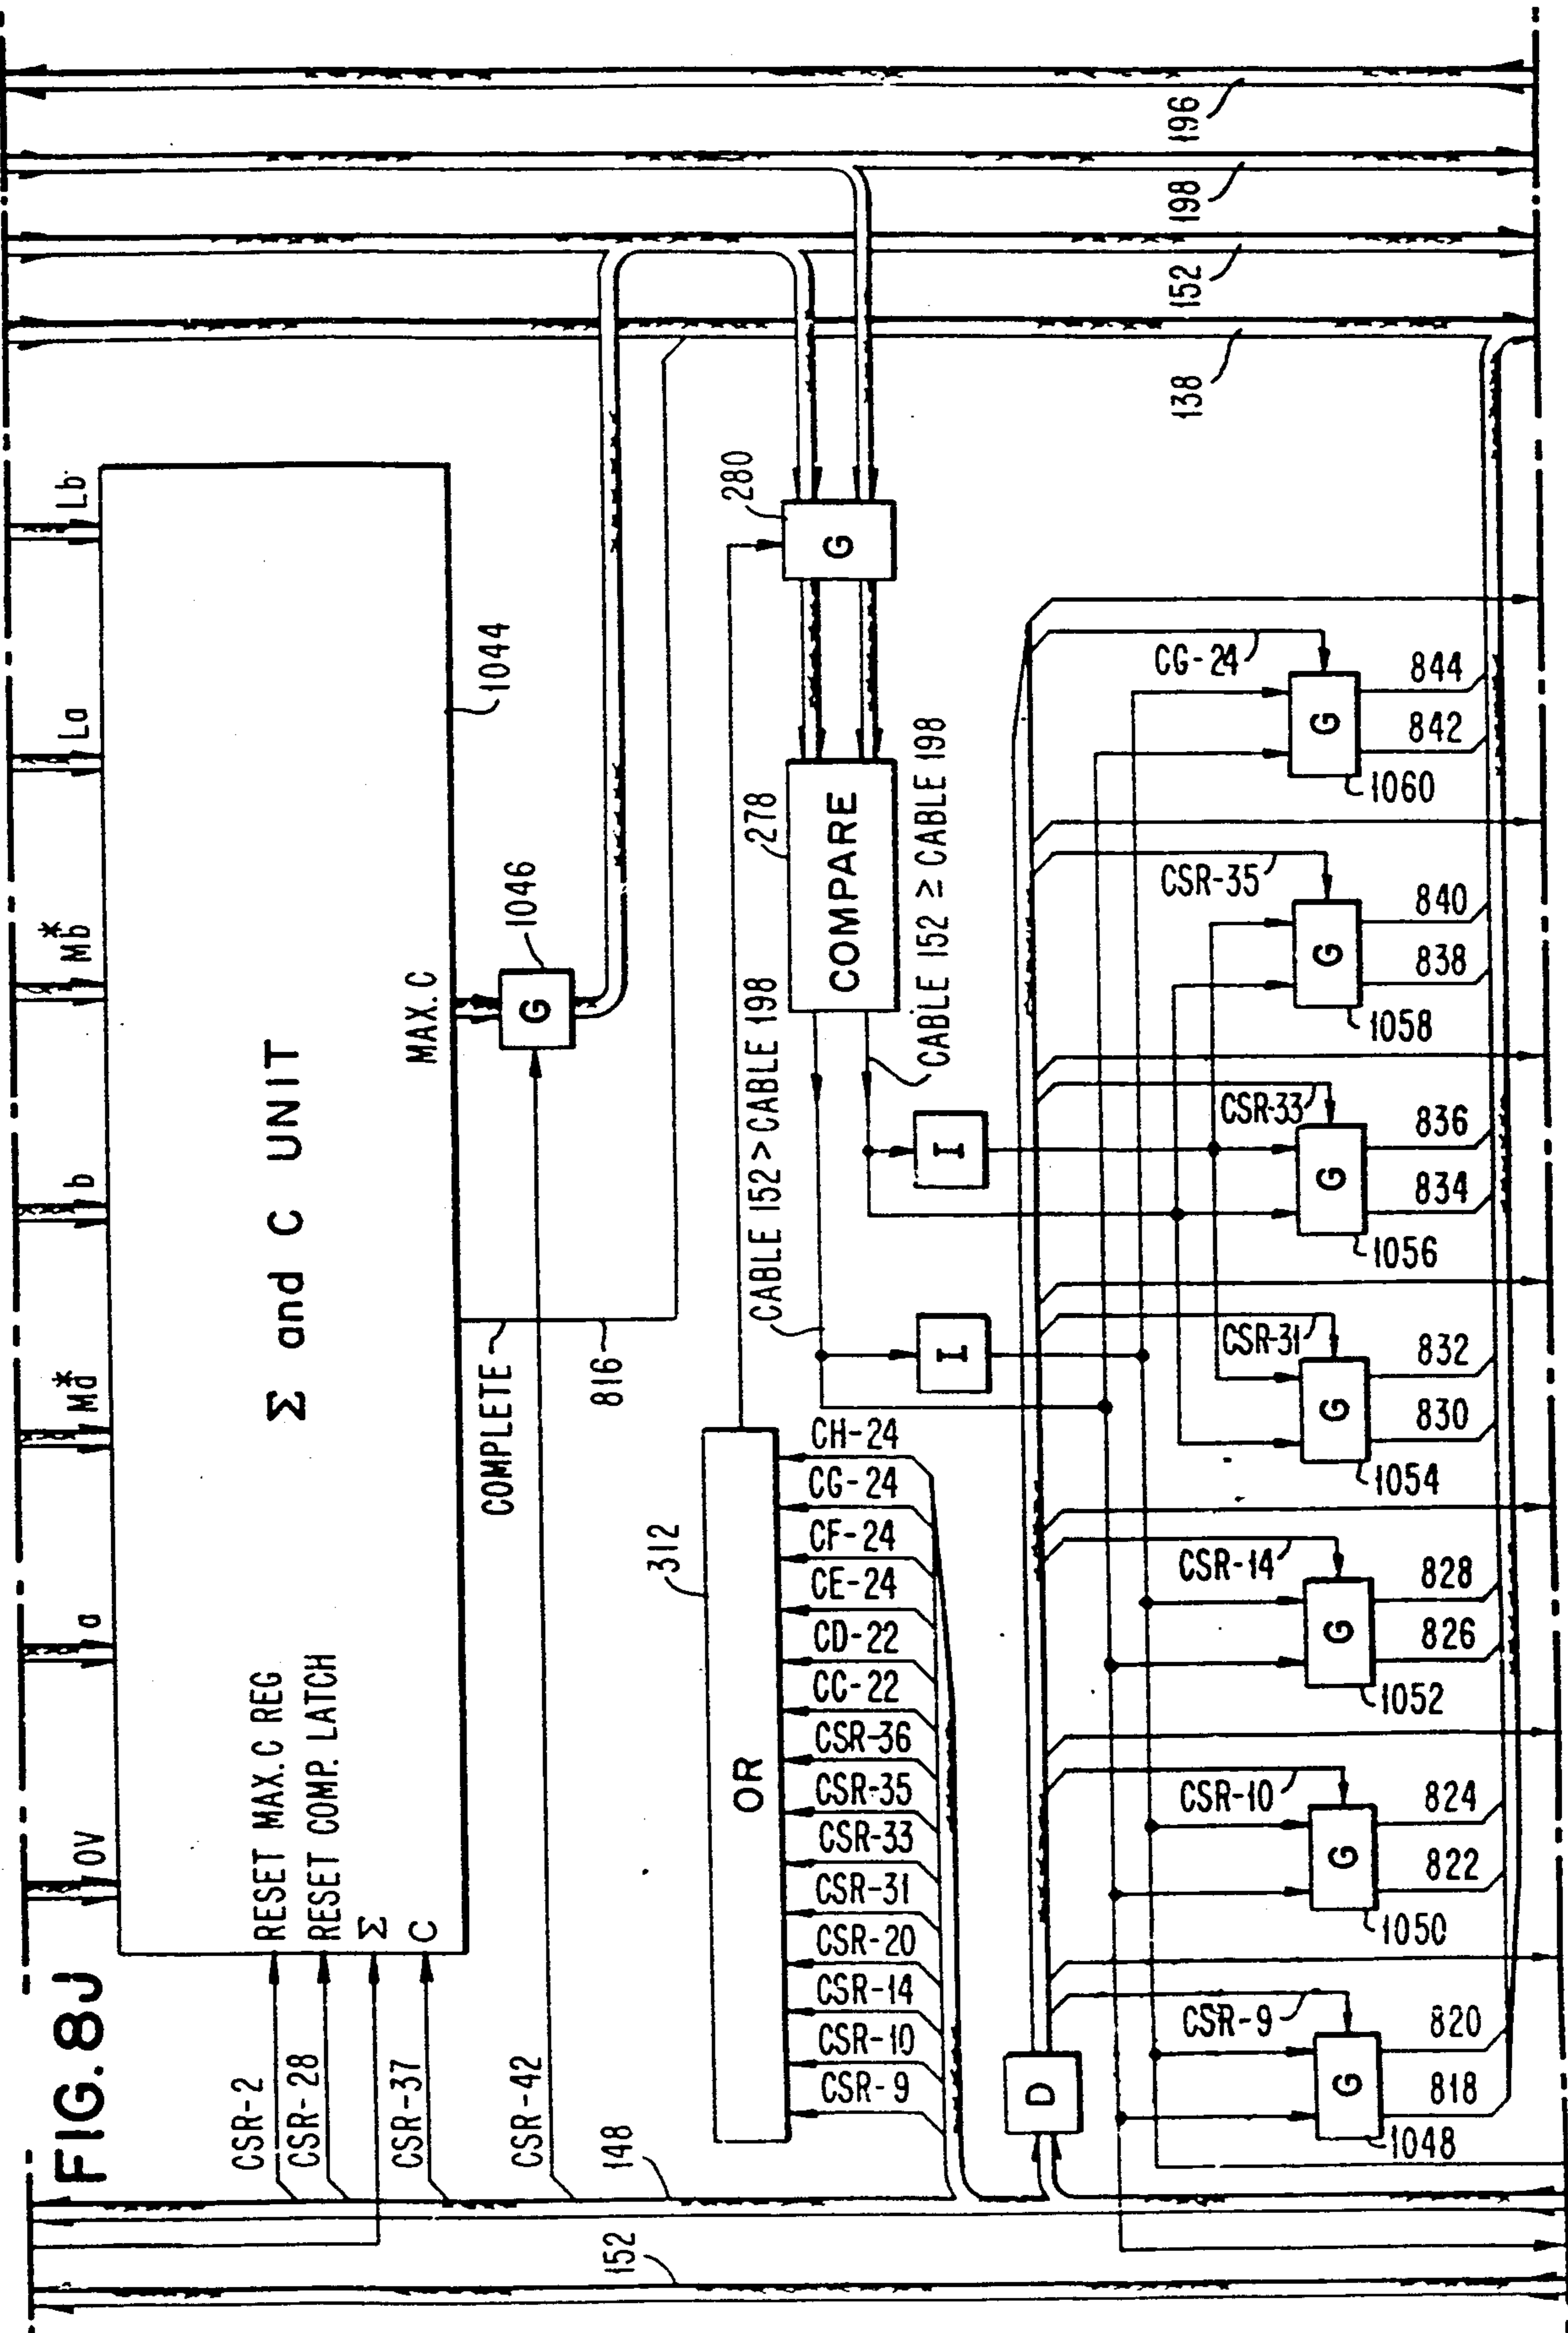 FIG. 8J
OV
a
Ma*
b
Mb*
La
Lb
RESET MAX. C REG
RESET COMP. LATCH
Σ
C
Σ and C UNIT
MAX. C
1044
CSR-2
CSR-28
CSR-37
CSR-42
148
152
COMPLETE
816
G
1046
312
OR
CSR-9
CSR-10
CSR-14
CSR-20
CSR-31
CSR-33
CSR-35
CSR-36
CC-22
CD-22
CE-24
CF-24
CG-24
CH-24
CABLE 152 > CABLE 198
278
COMPARE
CABLE 152 ≥ CABLE 198
280
G
I
I
D
CSR-9
G
1048
818
820
CSR-10
G
1050
822
824
CSR-14
G
1052
826
828
CSR-31
G
1054
830
832
CSR-33
G
1056
834
836
CSR-35
G
1058
838
840
CG-24
G
1060
842
844
138
152
198
196